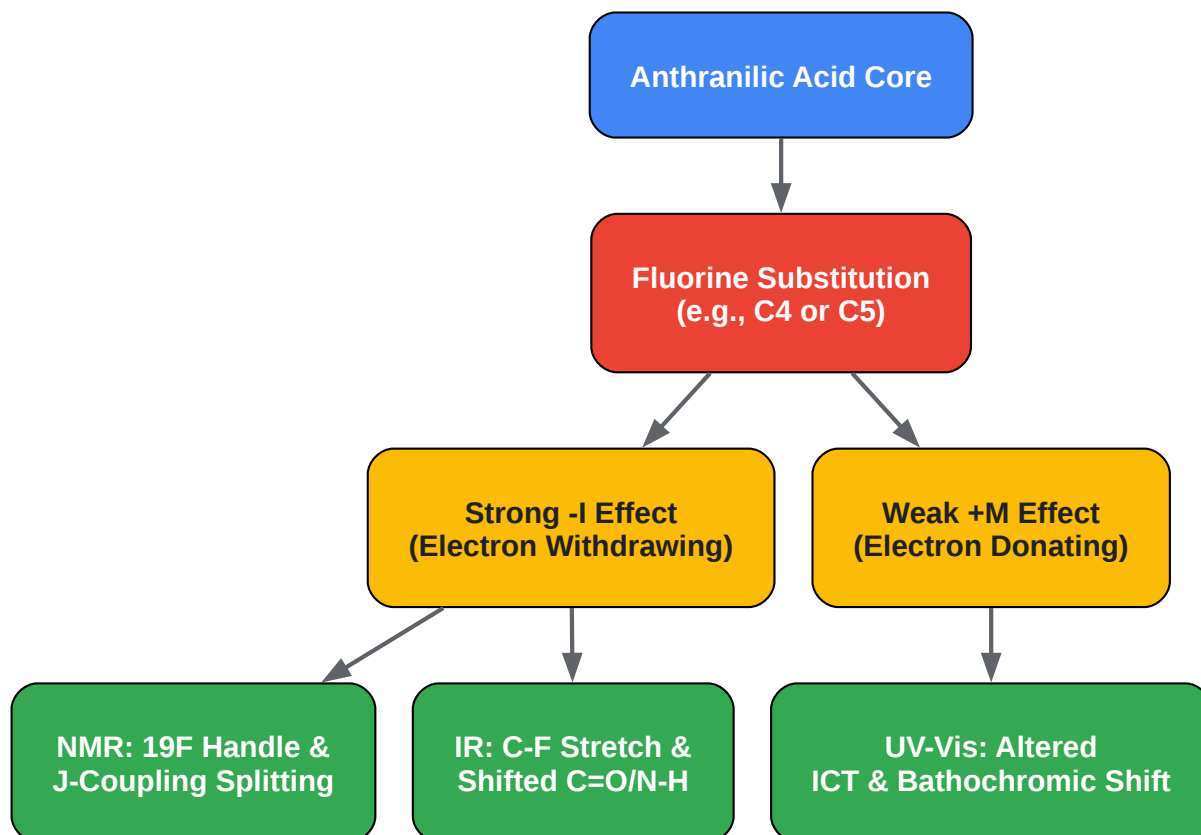 Anthranilic Acid Core
Fluorine Substitution
(e.g., C4 or C5)
Strong -I Effect
(Electron Withdrawing)
Weak +M Effect
(Electron Donating)
NMR: 19F Handle &
J-Coupling Splitting
IR: C-F Stretch &
Shifted C=O/N-H
UV-Vis: Altered
ICT & Bathochromic Shift